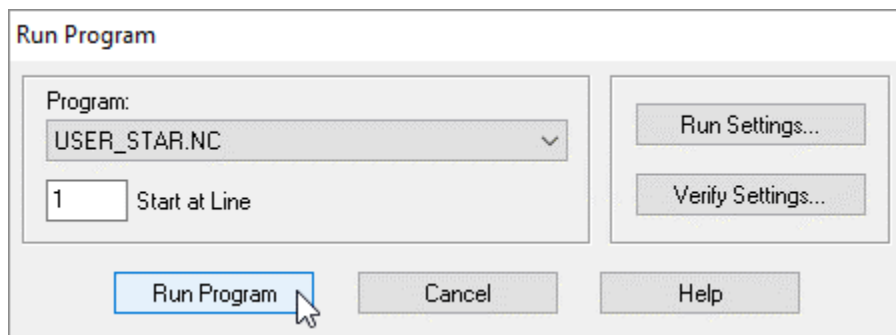 Run Program
Program:
USER_STAR.NC
1 Start at Line
Run Settings...
Verify Settings...
Run Program Cancel Help